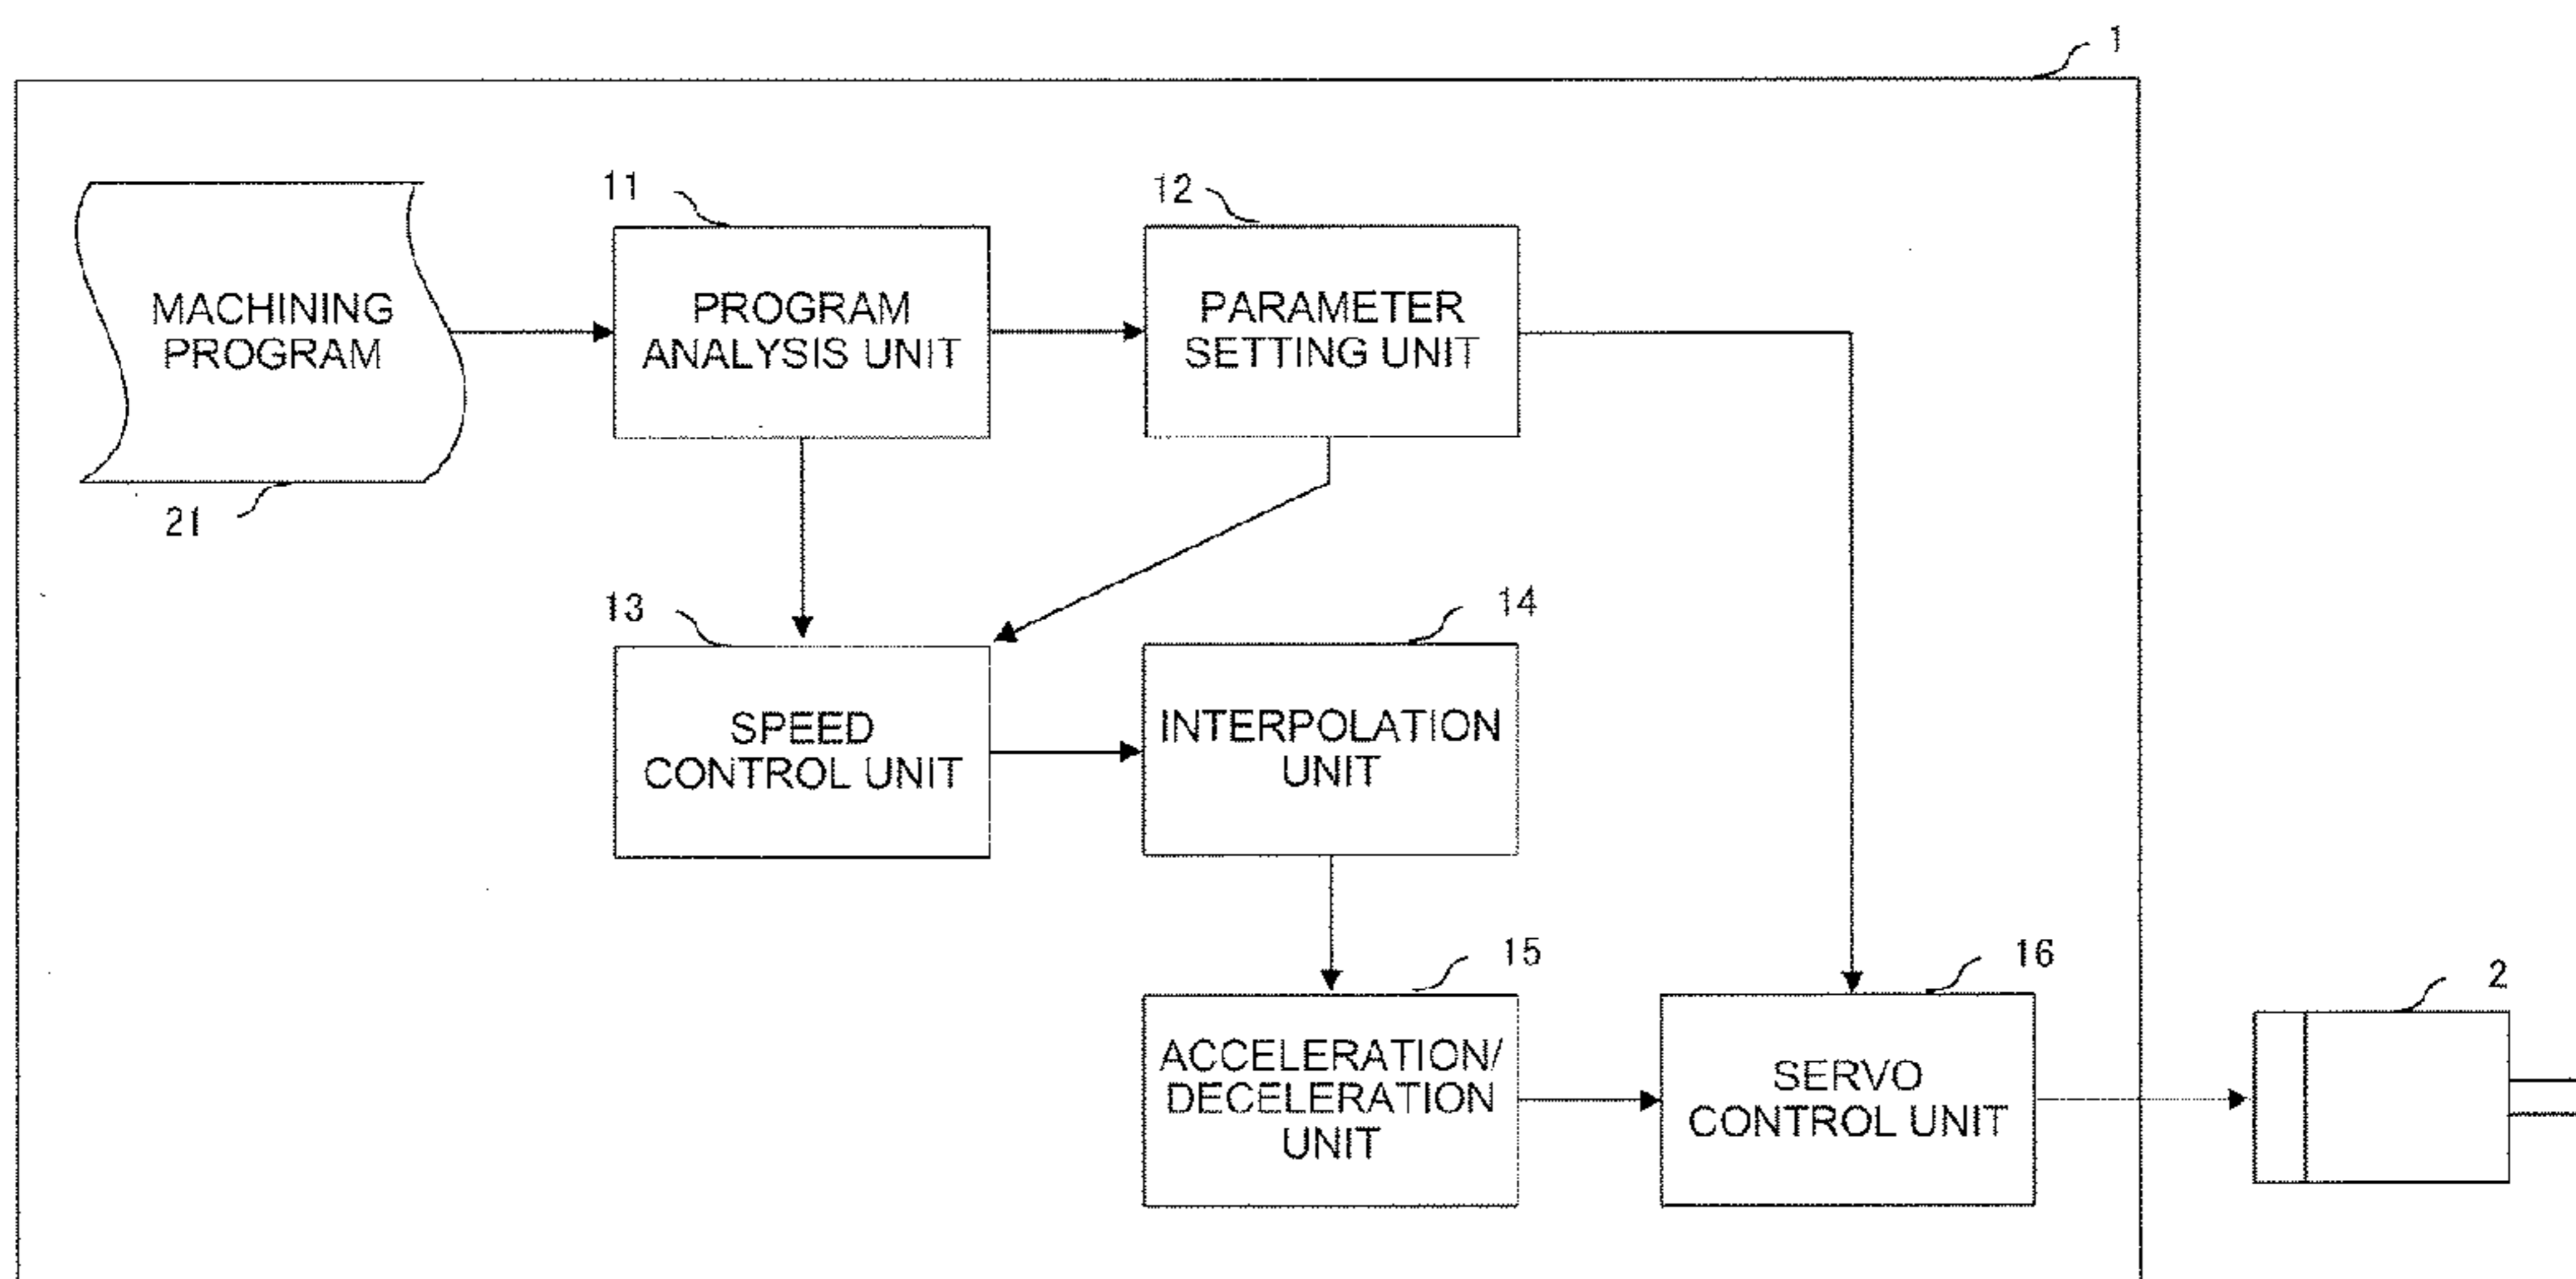 1
11
12
MACHINING
PROGRAM
PROGRAM
ANALYSIS UNIT
PARAMETER
SETTING UNIT
21
13
14
SPEED
CONTROL UNIT
INTERPOLATION
UNIT
15
16
2
ACCELERATION/
DECELERATION
UNIT
SERVO
CONTROL UNIT